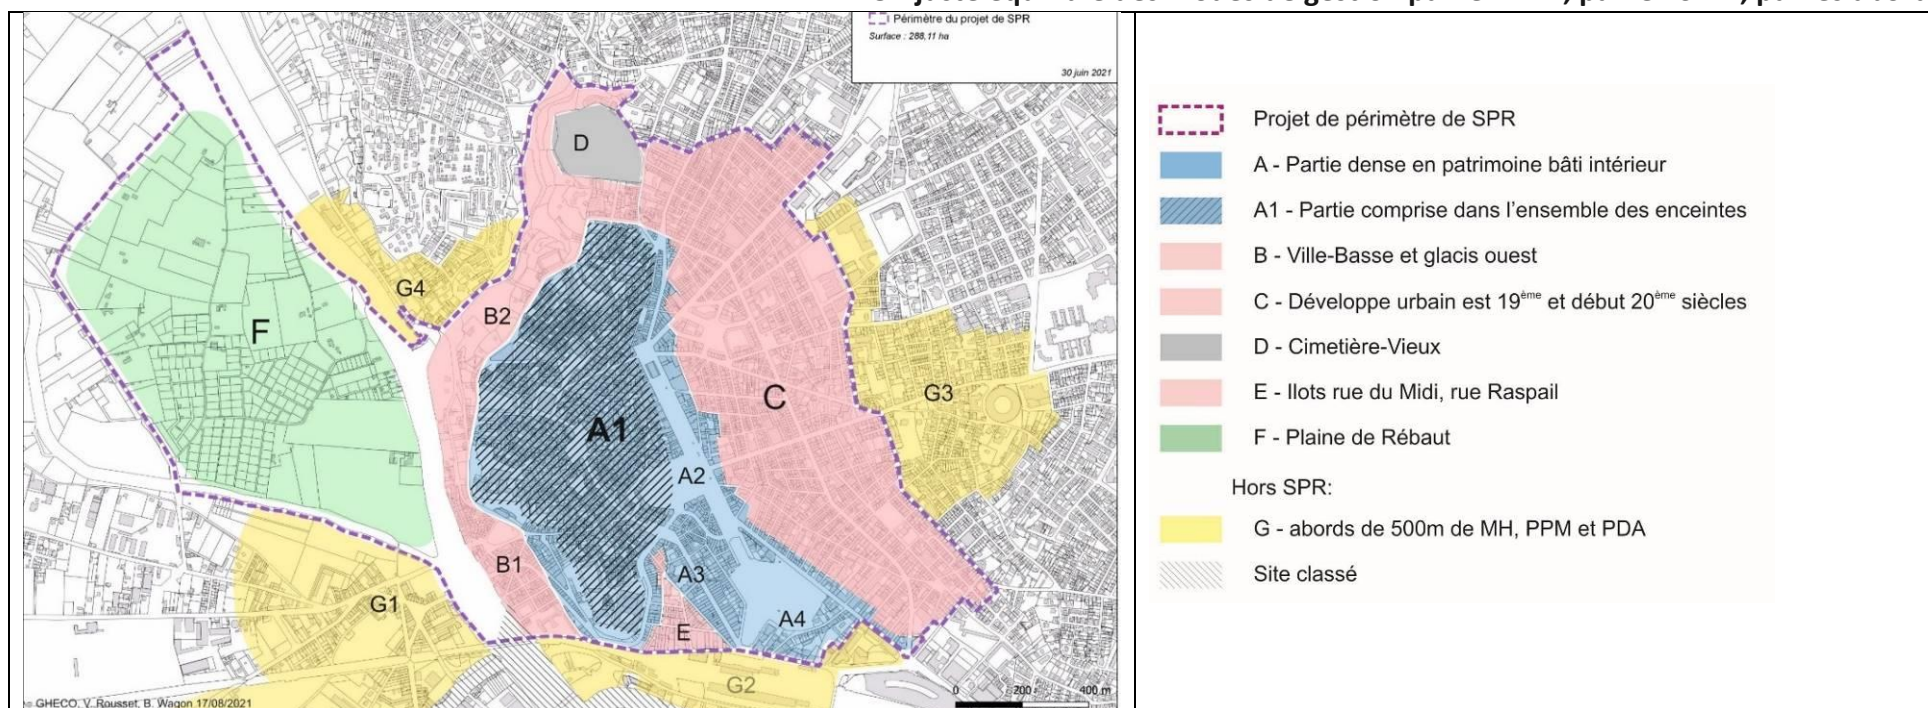 Périmètre du projet de SPR
Surface : 288,11 ha
30 juin 2021
D
G4
B2
F
A1
C
G3
A2
B1
A3
G1
E
A4
G2
0 200 400 m
GHECO, V. Rousset, B. Wagon 17/08/2021
Projet de périmètre de SPR
A - Partie dense en patrimoine bâti intérieur
A1 - Partie comprise dans l'ensemble des enceintes
B - Ville-Basse et glacis ouest
C - Développe urbain est 19ème et début 20ème siècles
D - Cimetière-Vieux
E - Ilots rue du Midi, rue Raspail
F - Plaine de Rébaut
Hors SPR:
G - abords de 500m de MH, PPM et PDA
Site classé